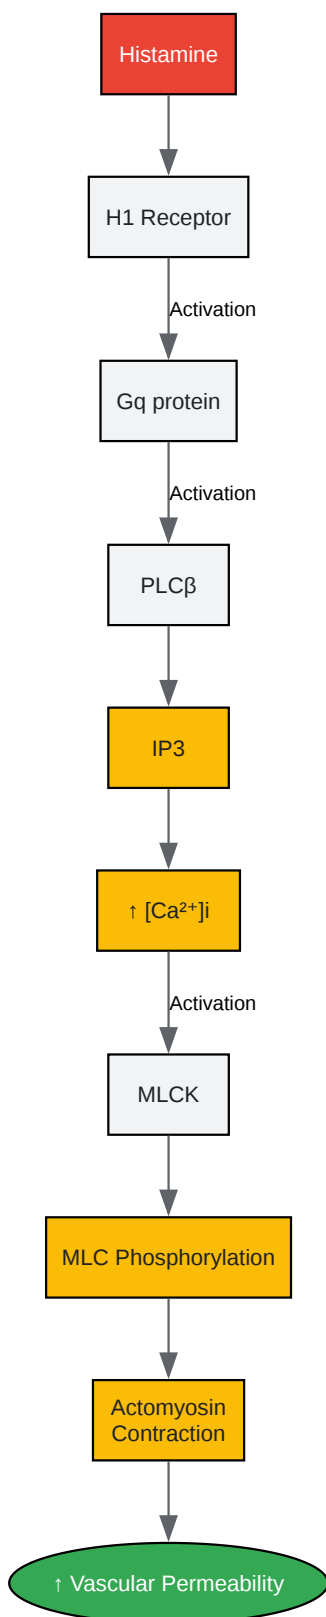 Histamine
H1 Receptor
Activation
Gq protein
Activation
PLCβ
IP3
↑ [Ca²⁺]i
Activation
MLCK
MLC Phosphorylation
Actomyosin
Contraction
↑ Vascular Permeability